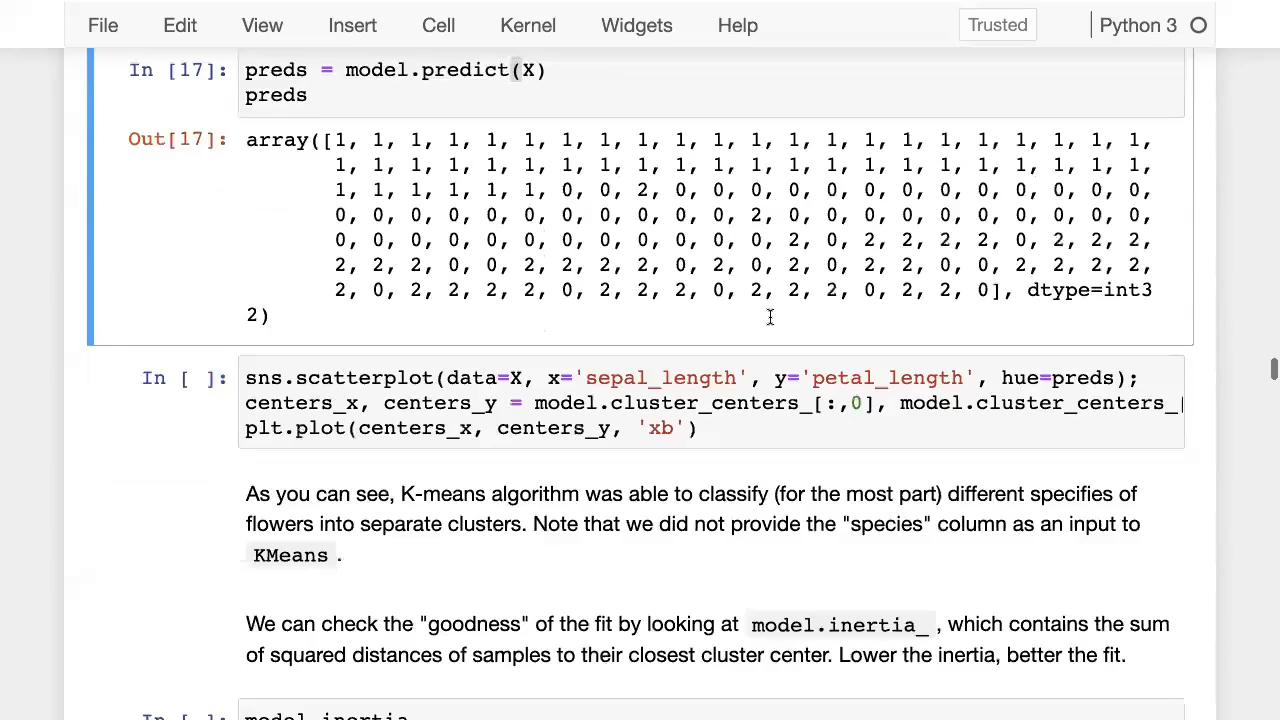 File Edit View Insert Cell Kernel Widgets Help Trusted Python 3
In [17]: preds = model.predict(X)
preds
Out[17]: array([1, 1, 1, 1, 1, 1, 1, 1, 1, 1, 1, 1, 1, 1, 1, 1, 1, 1, 1, 1, 1, 1,
1, 1, 1, 1, 1, 1, 1, 1, 1, 1, 1, 1, 1, 1, 1, 1, 1, 1, 1, 1, 1, 1,
1, 1, 1, 1, 1, 1, 0, 0, 2, 0, 0, 0, 0, 0, 0, 0, 0, 0, 0, 0, 0, 0,
0, 0, 0, 0, 0, 0, 0, 0, 0, 0, 0, 2, 0, 0, 0, 0, 0, 0, 0, 0, 0, 0,
0, 0, 0, 0, 0, 0, 0, 0, 0, 0, 0, 0, 2, 0, 2, 2, 2, 2, 0, 2, 2, 2,
2, 2, 2, 0, 0, 2, 2, 2, 2, 0, 2, 0, 2, 0, 2, 2, 0, 0, 2, 2, 2, 2,
2, 0, 2, 2, 2, 2, 0, 2, 2, 2, 0, 2, 2, 2, 0, 2, 2, 0], dtype=int3
2)
In [ ]: sns.scatterplot(data=X, x='sepal_length', y='petal_length', hue=preds);
centers_x, centers_y = model.cluster_centers_[:,0], model.cluster_centers_[
plt.plot(centers_x, centers_y, 'xb')
As you can see, K-means algorithm was able to classify (for the most part) different specifies of
flowers into separate clusters. Note that we did not provide the "species" column as an input to
KMeans .
We can check the "goodness" of the fit by looking at model.inertia_ , which contains the sum
of squared distances of samples to their closest cluster center. Lower the inertia, better the fit.
In [ ]: model.inertia_